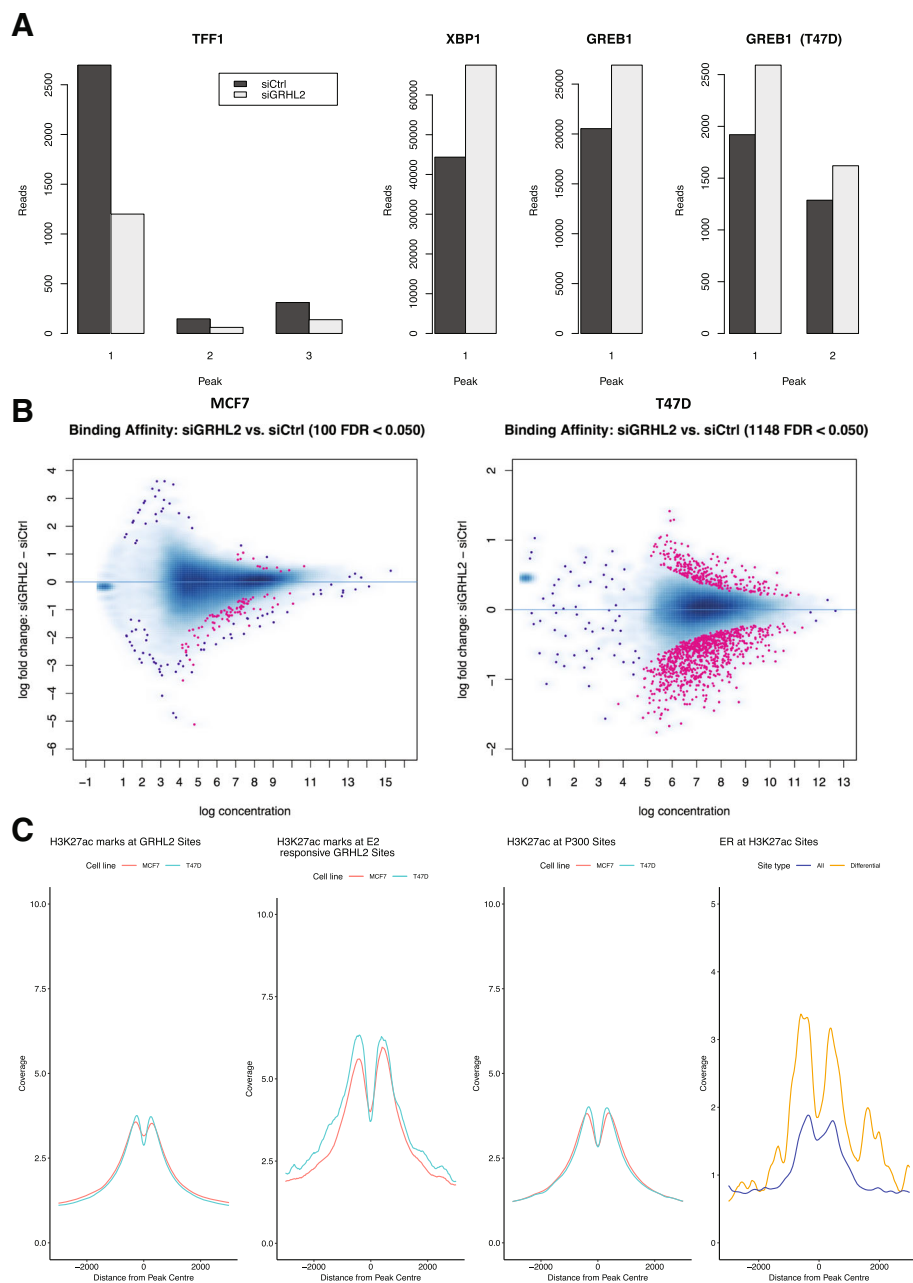 A
TFF1
XBP1
GREB1
GREB1 (T47D)
siCtrl
siGRHL2
Reads
0
500
1000
1500
2000
2500
1
2
3
Peak
Reads
0
10000
20000
30000
40000
50000
60000
1
Peak
Reads
0
5000
10000
15000
20000
25000
1
Peak
Reads
0
500
1000
1500
2000
2500
1
2
Peak
B
MCF7
Binding Affinity: siGRHL2 vs. siCtrl (100 FDR < 0.050)
log fold change: siGRHL2 − siCtrl
4
3
2
1
0
−1
−2
−3
−4
−5
−6
−1
1
2
3
4
5
6
7
8
9
11
13
15
log concentration
T47D
Binding Affinity: siGRHL2 vs. siCtrl (1148 FDR < 0.050)
log fold change: siGRHL2 − siCtrl
2
1
0
−1
−2
0
1
2
3
4
5
6
7
8
9
10
11
12
13
log concentration
C
H3K27ac marks at GRHL2 Sites
Cell line MCF7 T47D
Coverage
10.0
7.5
5.0
2.5
0.0
−2000
0
2000
Distance from Peak Centre
H3K27ac marks at E2
responsive GRHL2 Sites
Cell line MCF7 T47D
Coverage
10.0
7.5
5.0
2.5
0.0
−2000
0
2000
Distance from Peak Centre
H3K27ac at P300 Sites
Cell line MCF7 T47D
Coverage
10.0
7.5
5.0
2.5
0.0
−2000
0
2000
Distance from Peak Centre
ER at H3K27ac Sites
Site type All Differential
Coverage
5
4
3
2
1
0
−2000
0
2000
Distance from Peak Centre